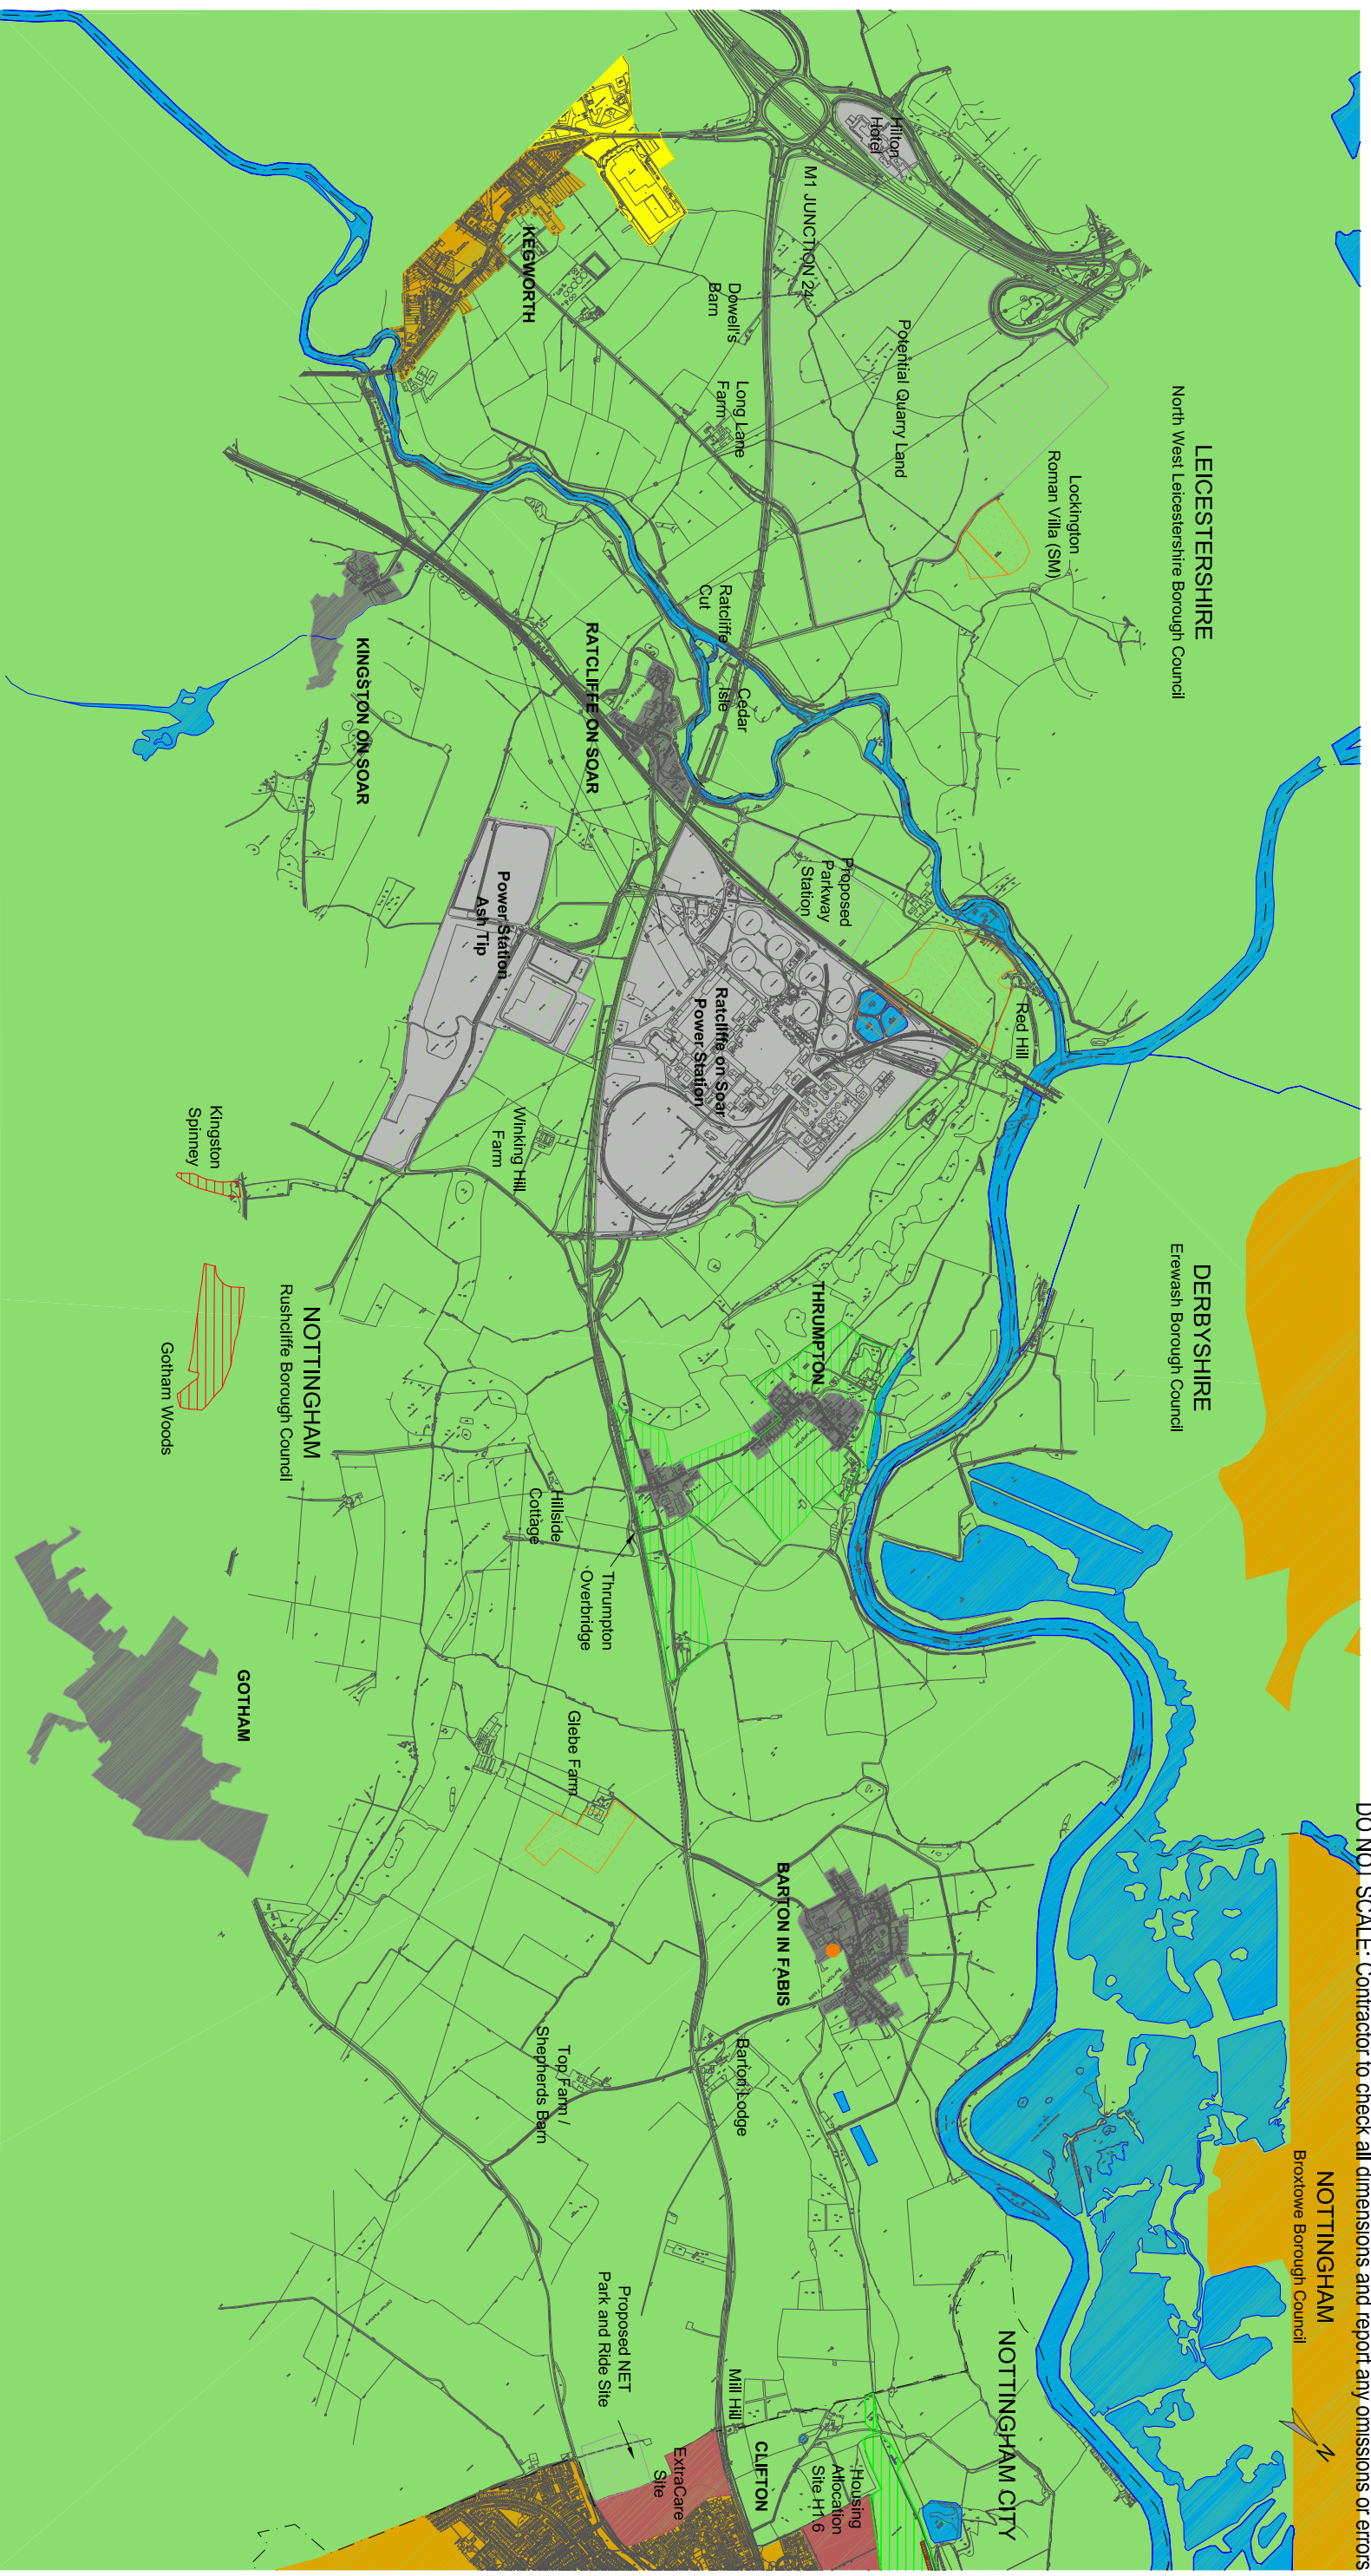 DO NOT SCALE: Contractor to check all dimensions and report any omissions or errors
LEICESTERSHIRE
North West Leicestershire Borough Council
DERBYSHIRE
Erewash Borough Council
NOTTINGHAM
Broxtowe Borough Council
N
Hilton
Hotel
M1 JUNCTION 24
Potential Quarry Land
Lockington
Roman Villa (SM)
KEGWORTH
Dowell's
Barn
Long Lane
Farm
Ratcliffe
Cut
Cedar
Isle
RATCLIFFE ON SOAR
KINGSTON ON SOAR
Proposed
Parkway
Station
Red Hill
Power Station
Ash Tip
Ratcliffe on Soar
Power Station
Winking Hill
Farm
Kingston
Spinney
THRUMPTON
NOTTINGHAM
Rushcliffe Borough Council
Gotham Woods
Hillside
Cottage
Thrumpton
Overbridge
GOTHAM
Glebe Farm
BARTON IN FABIS
Barton Lodge
Top Farm /
Shepherds Barn
NOTTINGHAM CITY
Proposed NET
Park and Ride Site
Mill Hill
CLIFTON
ExtraCare
Site
Housing
Allocation
Site H1.6